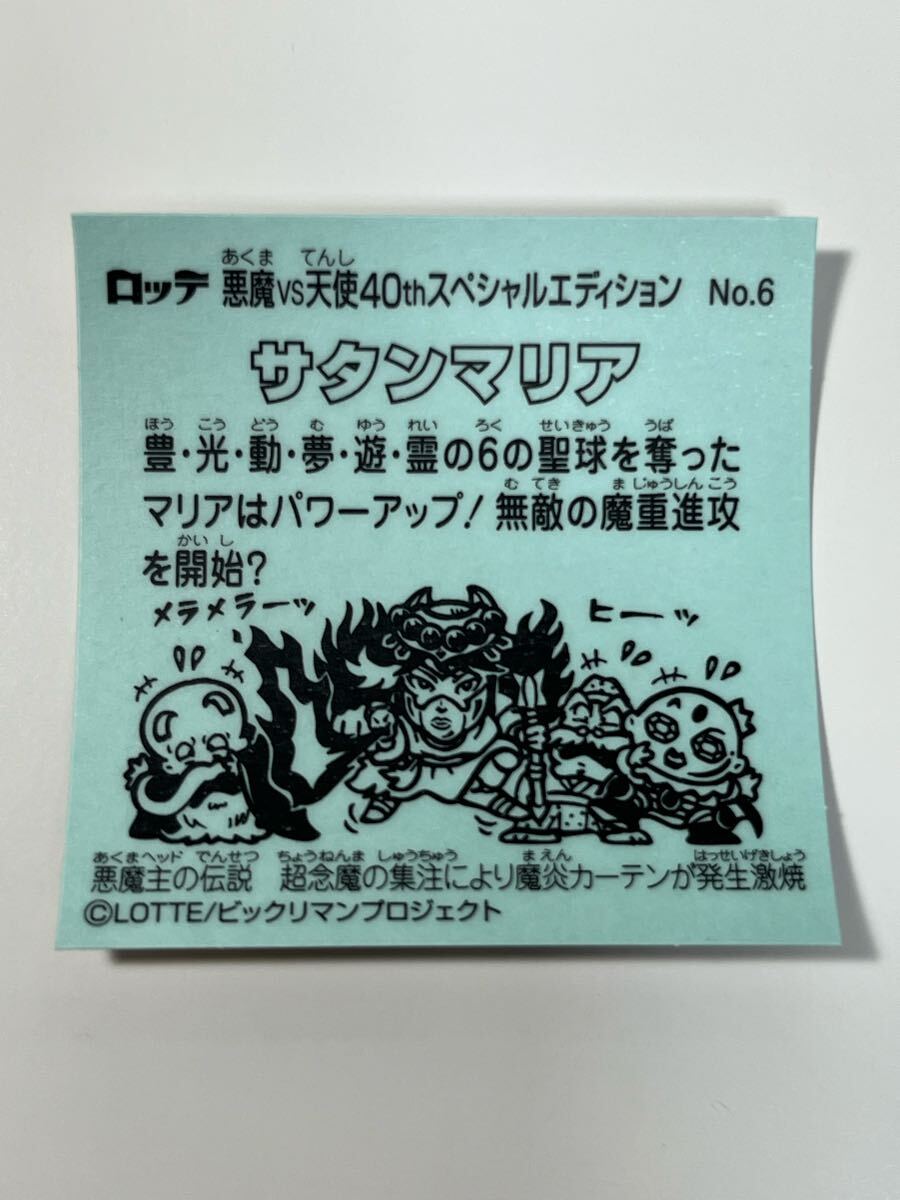 ロッテ 悪魔VS天使40thスペシャルエディション No.6
あくま てんし
サタンマリア
ほう こう どう む ゆう れい ろく せいきゅう うば
豊・光・動・夢・遊・霊の6の聖球を奪った
む てき ま じゅうしんこう
マリアはパワーアップ!無敵の魔重進攻
かい し
を開始?
メラメラーッ ヒーーッ
あくまヘッド でんせつ ちょうねんま しゅうちゅう まえん はっせいげきしょう
悪魔主の伝説 超念魔の集注により魔炎カーテンが発生激焼
©LOTTE/ビックリマンプロジェクト